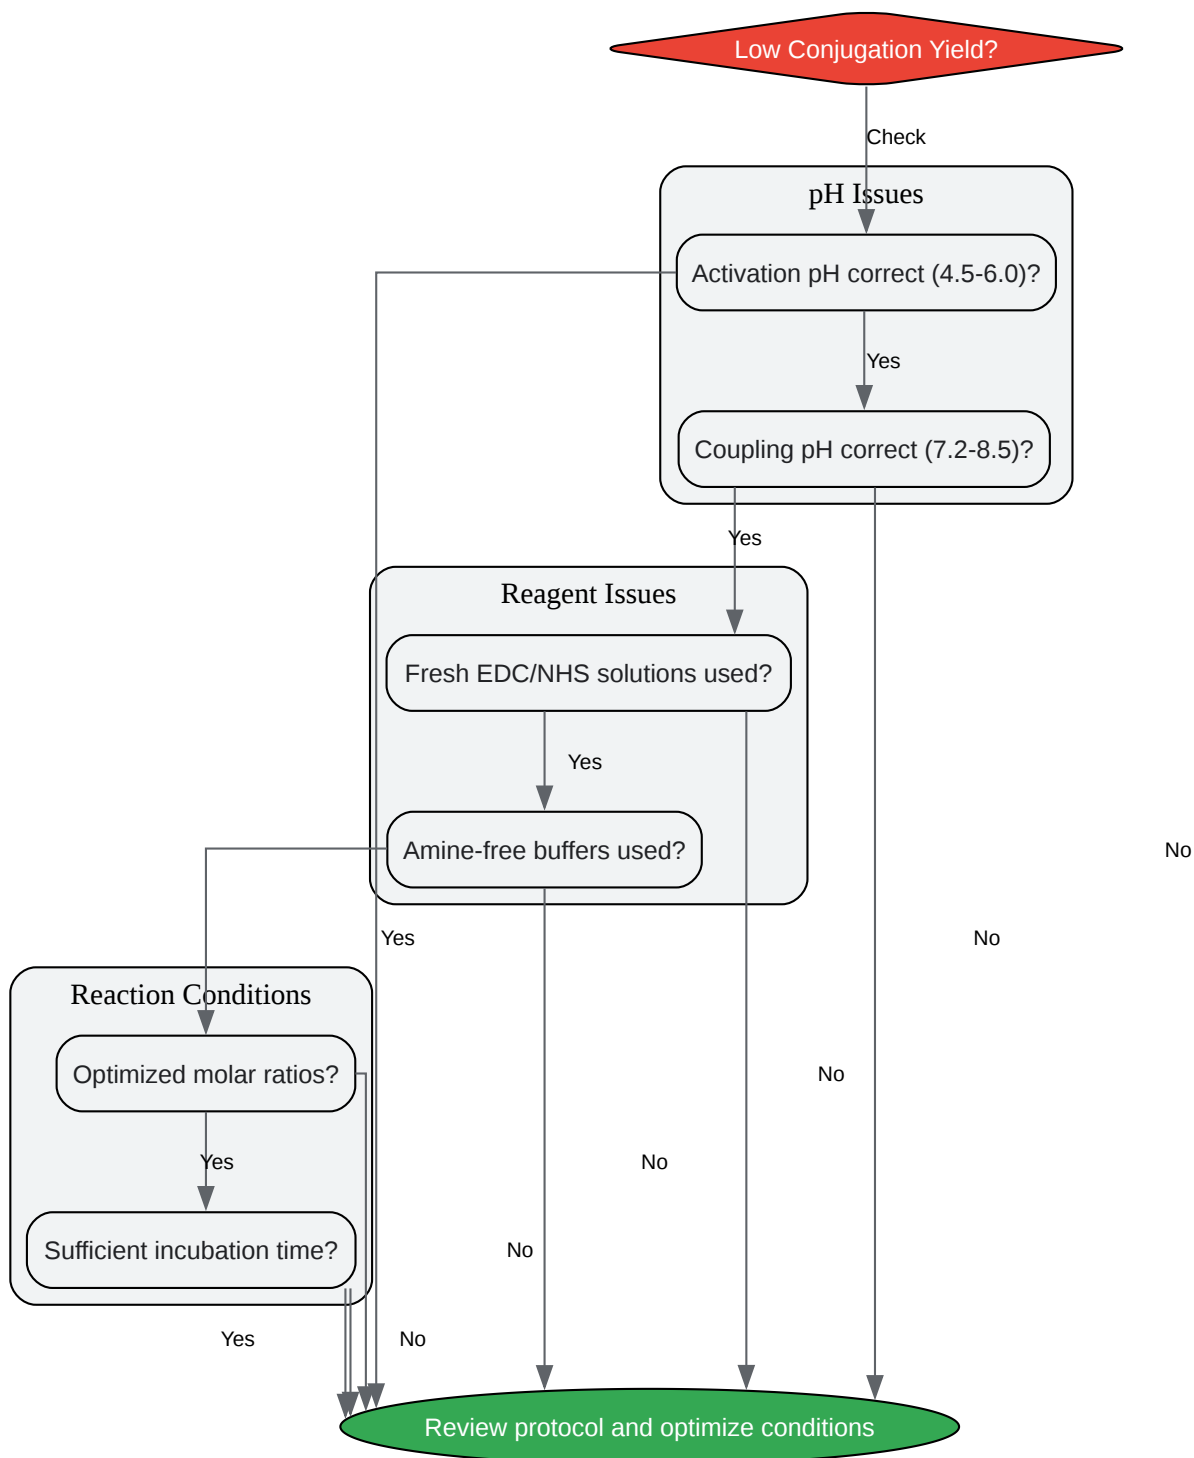 Low Conjugation Yield?
Check
pH Issues
Activation pH correct (4.5-6.0)?
Yes
Coupling pH correct (7.2-8.5)?
Yes
Reagent Issues
Fresh EDC/NHS solutions used?
Yes
Amine-free buffers used?
No
Yes
No
Reaction Conditions
Optimized molar ratios?
No
Yes
No
Sufficient incubation time?
No
Yes
No
Review protocol and optimize conditions